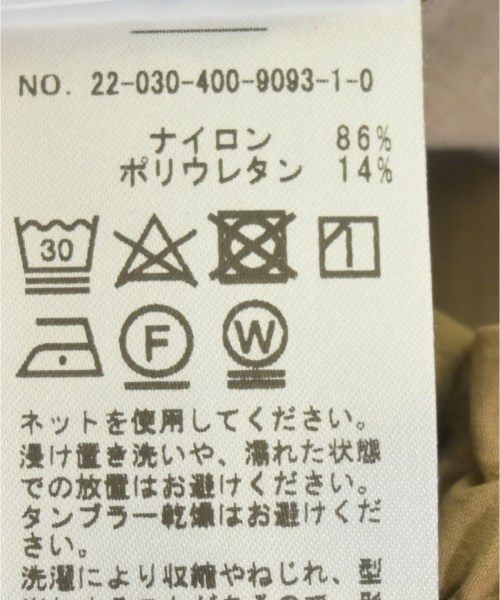 NO. 22-030-400-9093-1-0
ナイロン 86%
ポリウレタン 14%
30
F W
ネットを使用してください。
浸け置き洗いや、濡れた状態
での放置はお避けください。
タンブラー乾燥はお避けくだ
さい。
洗濯により収縮やねじれ、型